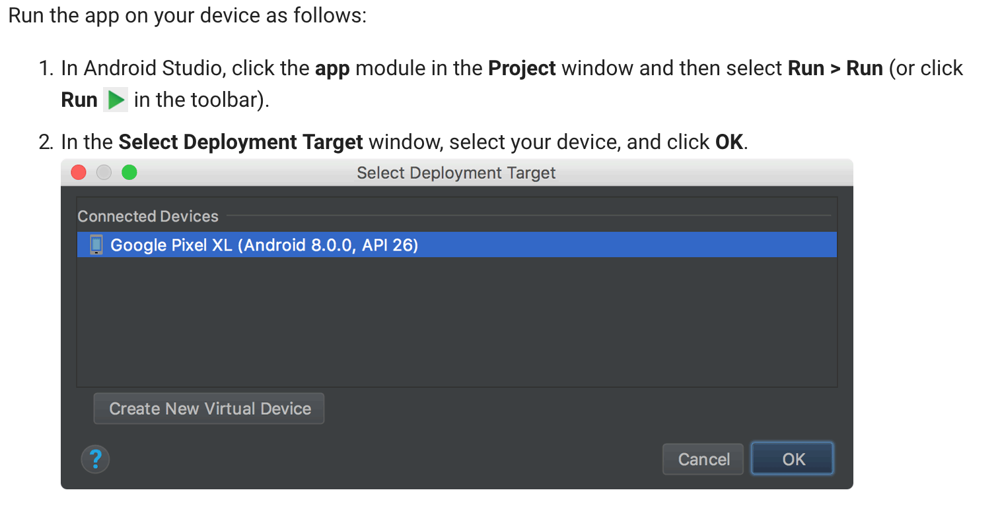 Run the app on your device as follows:
1. In Android Studio, click the app module in the Project window and then select Run > Run (or click
Run in the toolbar).
2. In the Select Deployment Target window, select your device, and click OK.
Select Deployment Target
Connected Devices
Google Pixel XL (Android 8.0.0, API 26)
Create New Virtual Device
?
Cancel
OK